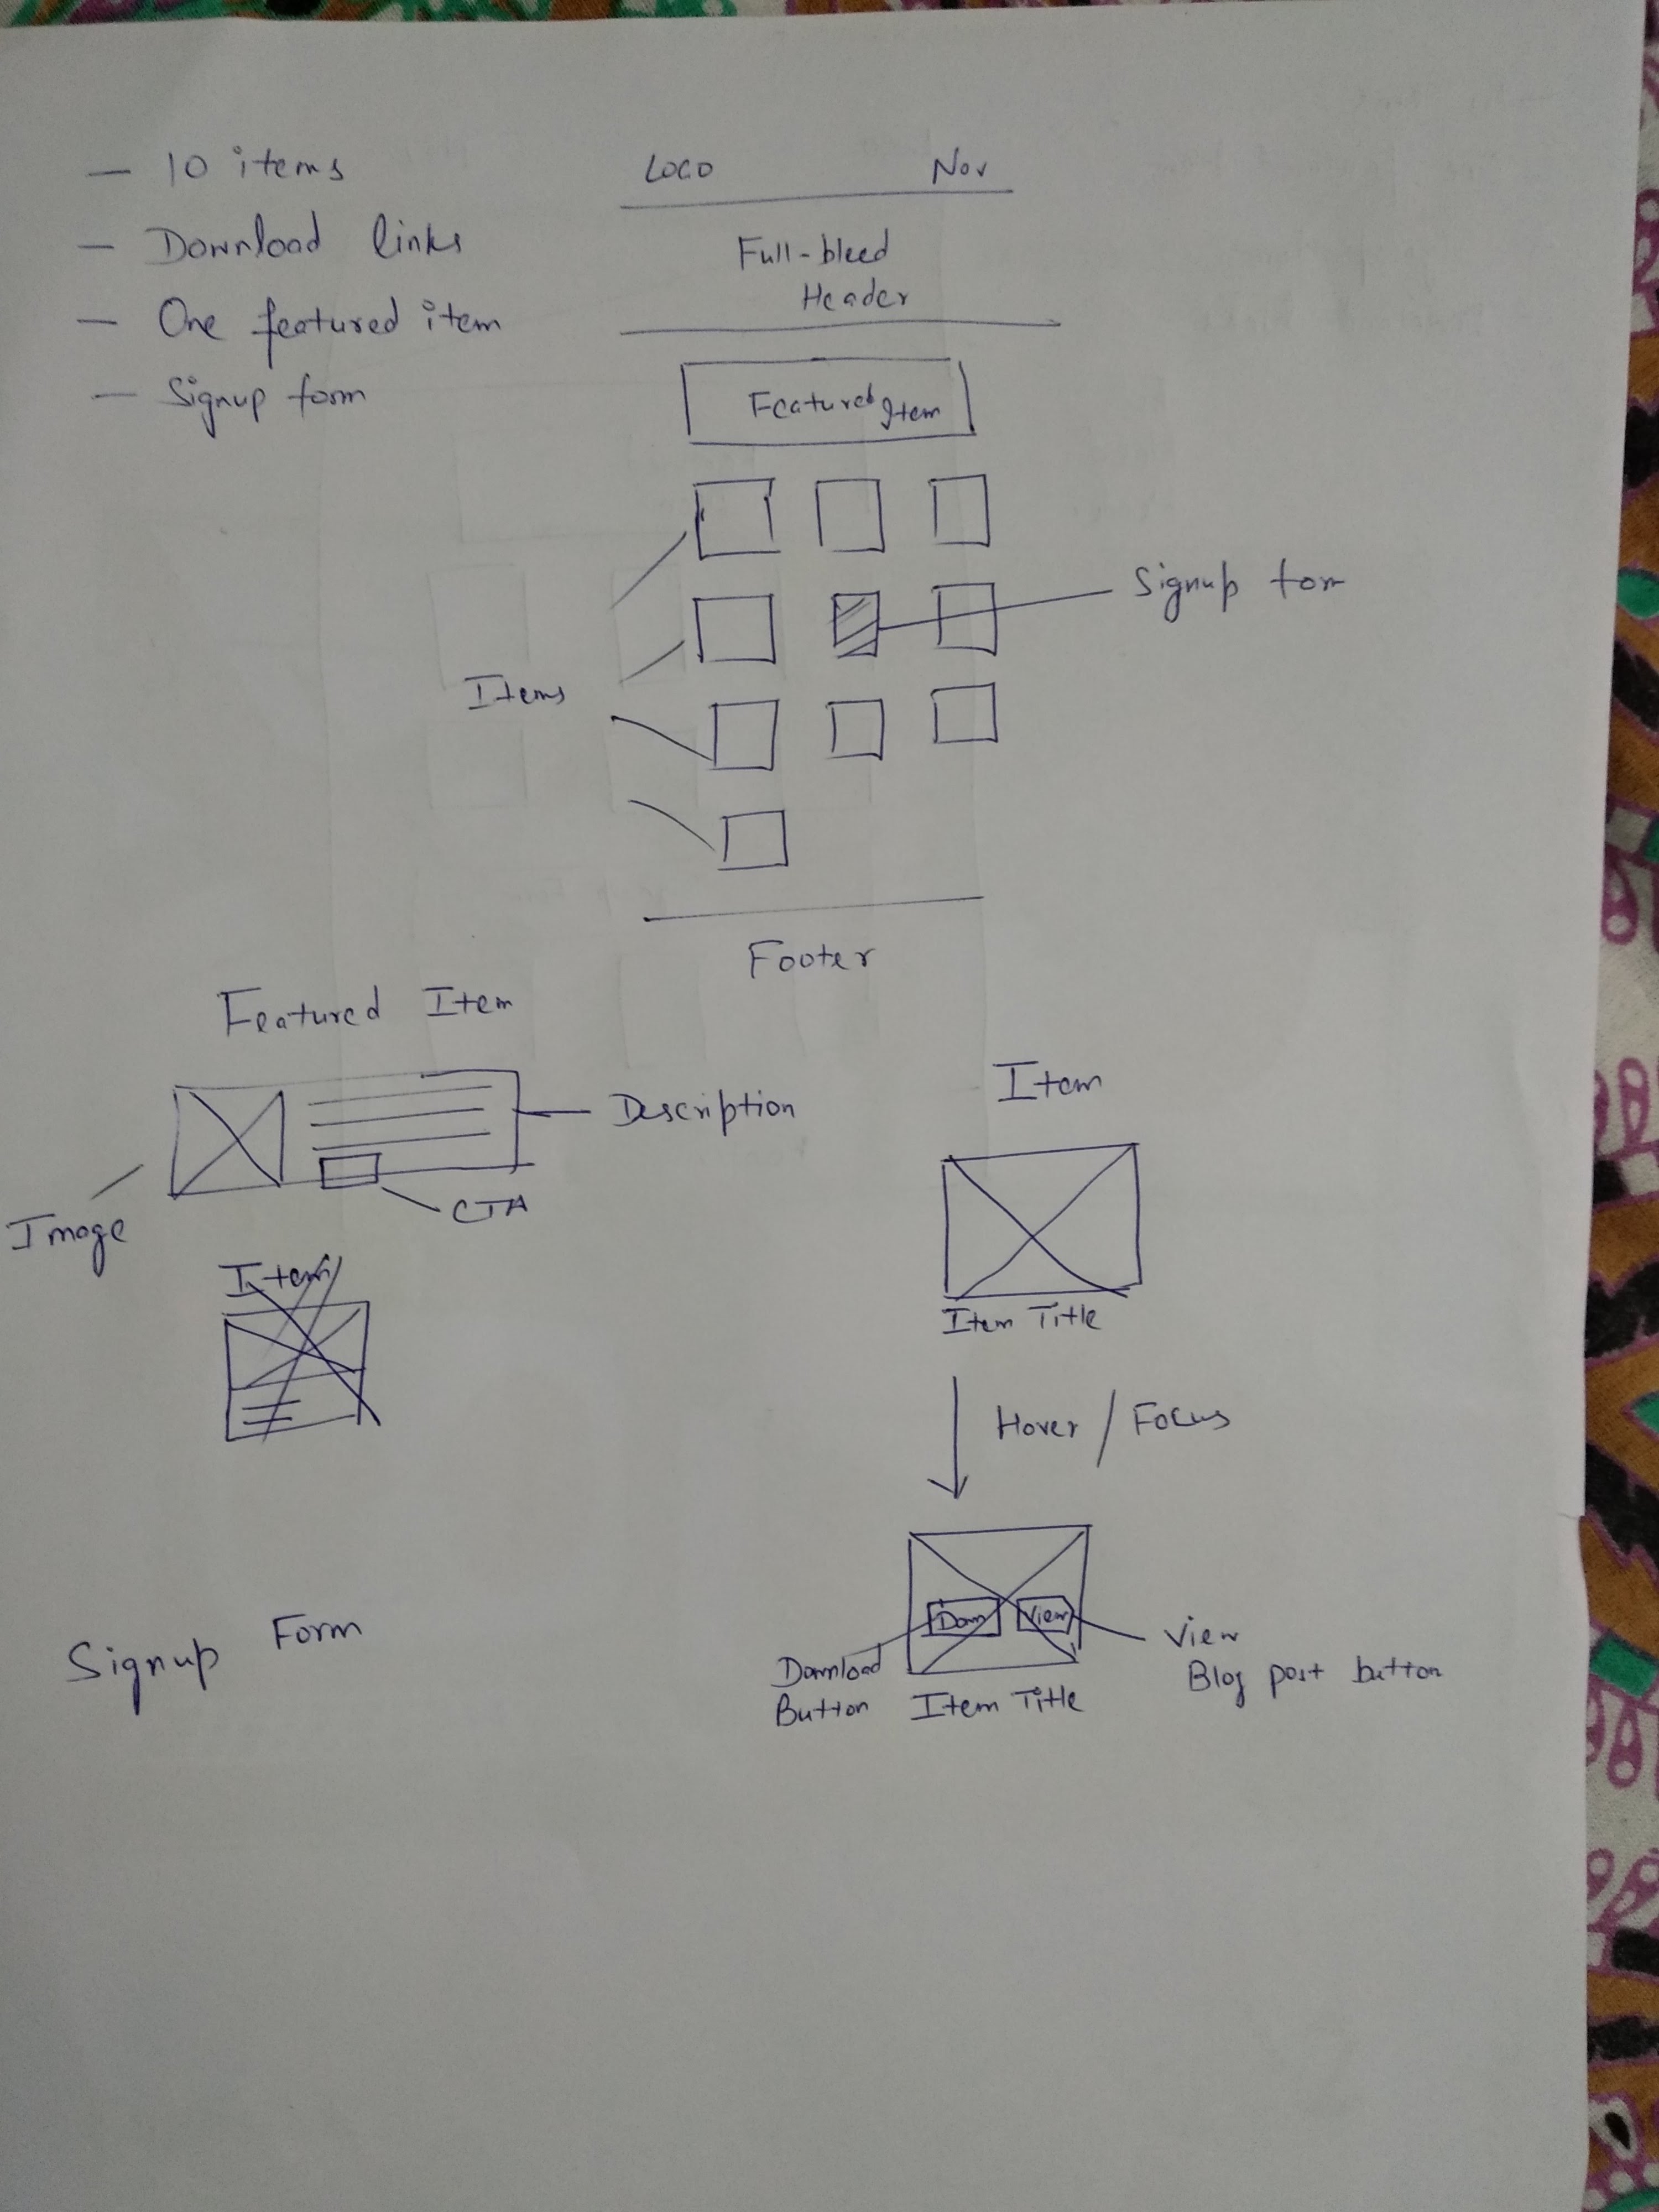 — 10 items
— Download links
— One featured item
— Signup form
LOGO Nav
Full-bleed
Header
Featured Item
Signup form
Items
Footer
Featured Item
Description
Image
CTA
Item
Item
Item Title
Hover / Focus
Down View
Download
Button
Item Title
View
Blog post button
Signup Form